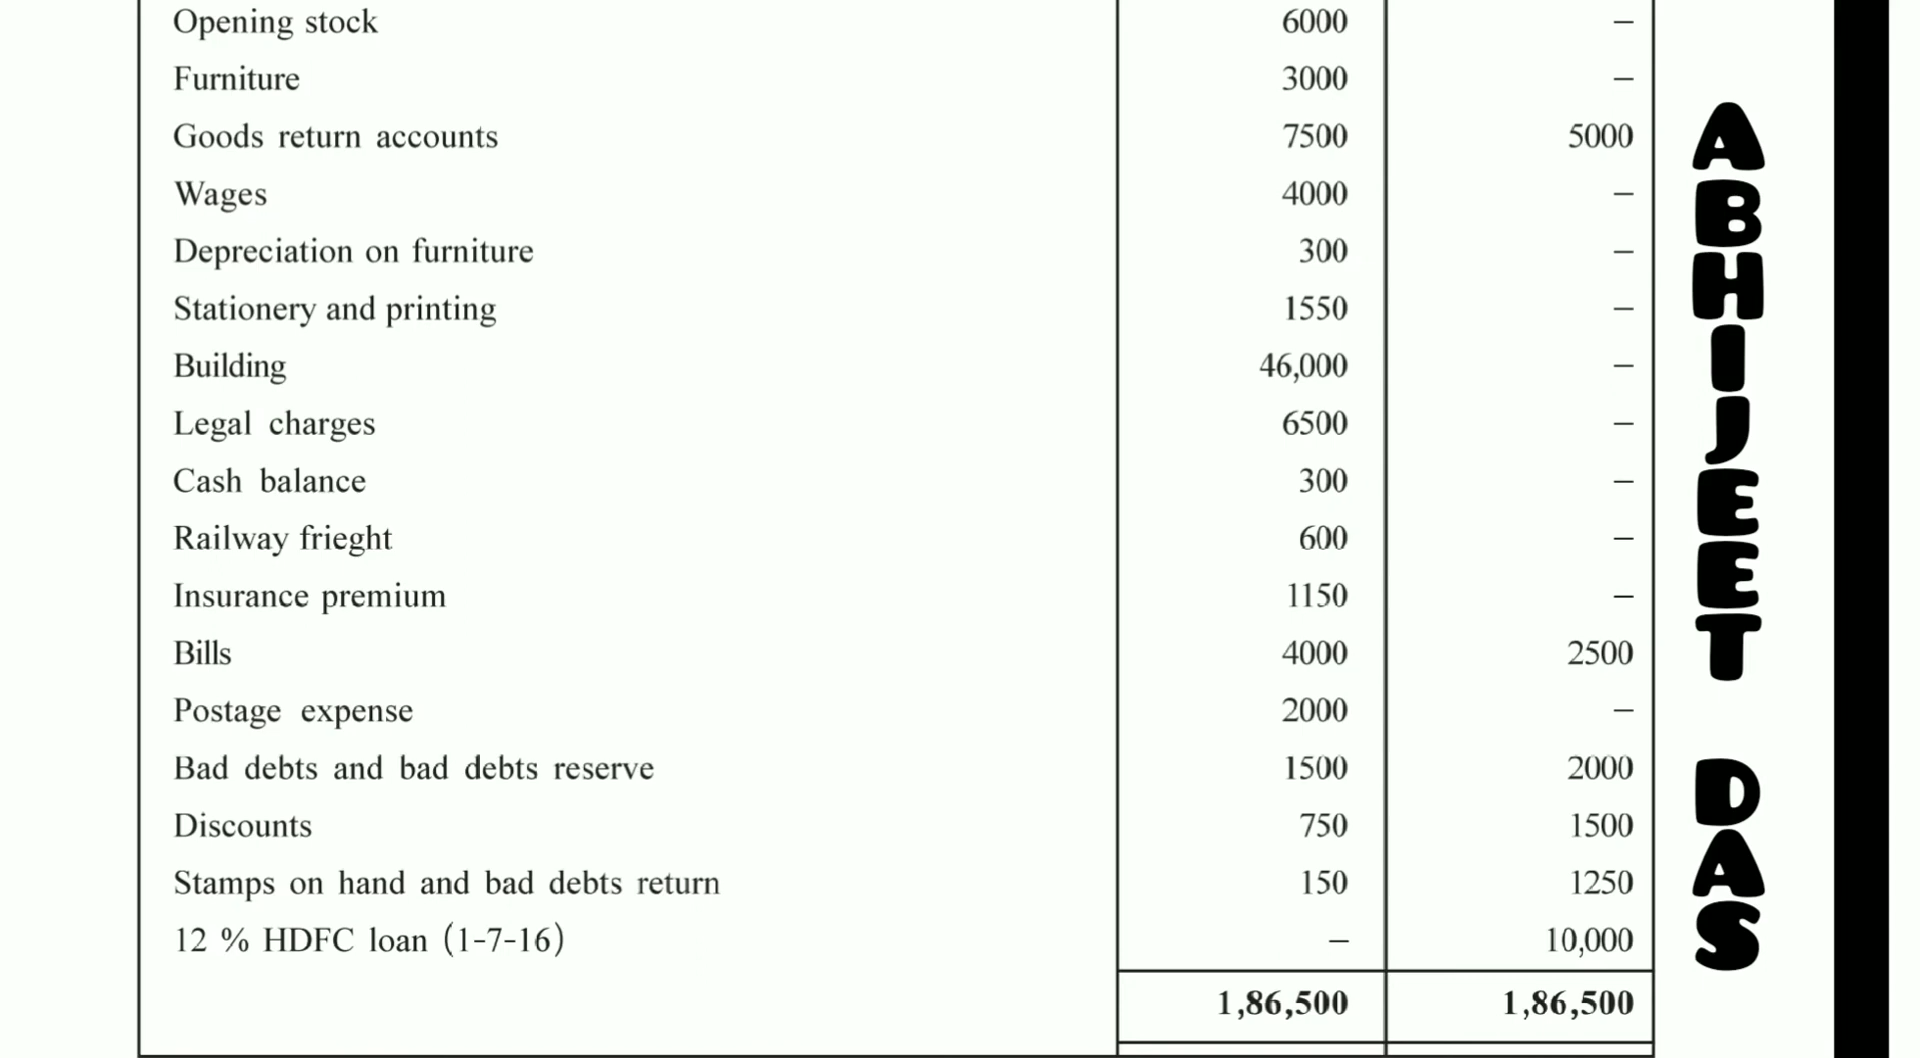 Opening stock 6000 –
Furniture 3000 –
Goods return accounts 7500 5000
Wages 4000 –
Depreciation on furniture 300 –
Stationery and printing 1550 –
Building 46,000 –
Legal charges 6500 –
Cash balance 300 –
Railway frieght 600 –
Insurance premium 1150 –
Bills 4000 2500
Postage expense 2000 –
Bad debts and bad debts reserve 1500 2000
Discounts 750 1500
Stamps on hand and bad debts return 150 1250
12 % HDFC loan (1-7-16) – 10,000
1,86,500 1,86,500
ABHIJEET DAS